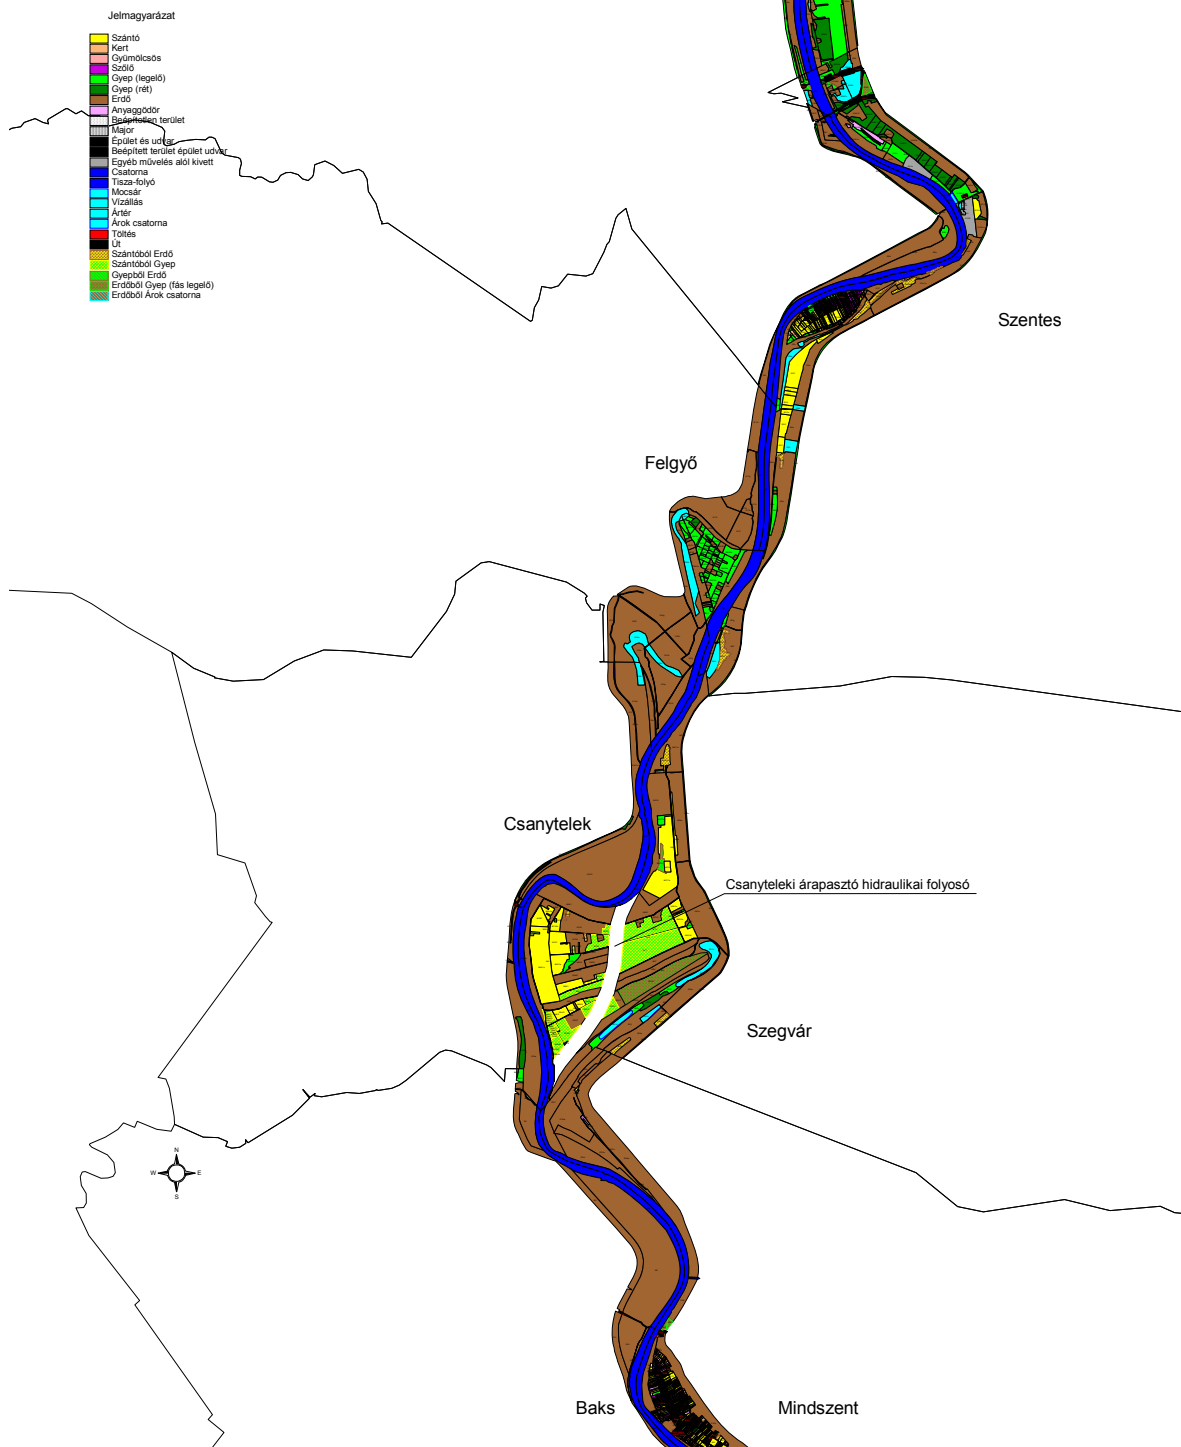 Jelmagyarázat
Szántó
Kert
Gyümölcsös
Szőlő
Gyep (legelő)
Gyep (rét)
Erdő
Anyaggödör
Beépítetlen terület
Major
Épület és udvar
Beépített terület épület udvar
Egyéb művelés alól kivett
Csatorna
Tisza-folyó
Mocsár
Vízállás
Ártér
Árok csatorna
Töltés
Út
Szántóból Erdő
Szántóból Gyep
Gyepből Erdő
Erdőből Gyep (fás legelő)
Erdőből Árok csatorna
Szentes
Felgyő
Csanytelek
Csanyteleki árapasztó hidraulikai folyosó
Szegvár
N
W E
S
Baks
Mindszent